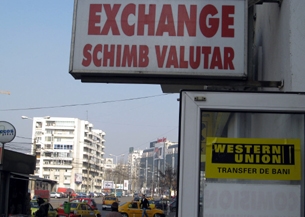 EXCHANGE
SCHIMB VALUTAR
WESTERN
UNION
TRANSFER DE BANI